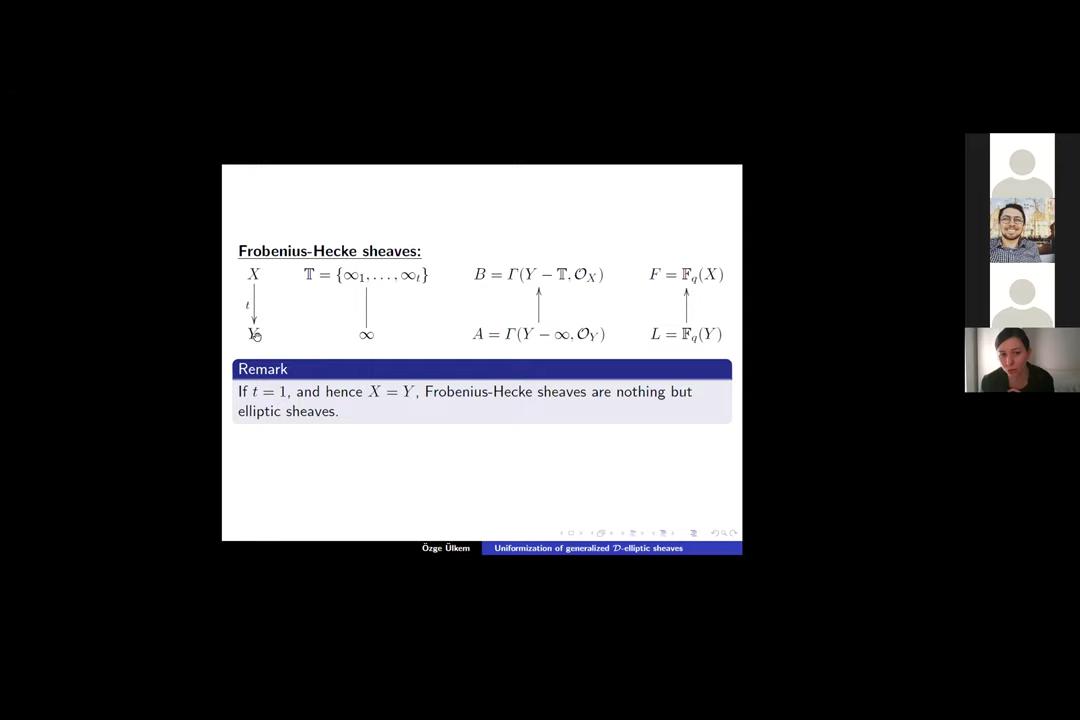 Frobenius-Hecke sheaves:
X 𝕋 = {∞₁, . . . , ∞ₜ} B = Γ(Y − 𝕋, 𝒪_X) F = 𝔽_q(X)
t
Y ∞ A = Γ(Y − ∞, 𝒪_Y) L = 𝔽_q(Y)
Remark
If t = 1, and hence X = Y, Frobenius-Hecke sheaves are nothing but
elliptic sheaves.
Özge Ülkem Uniformization of generalized 𝒟-elliptic sheaves